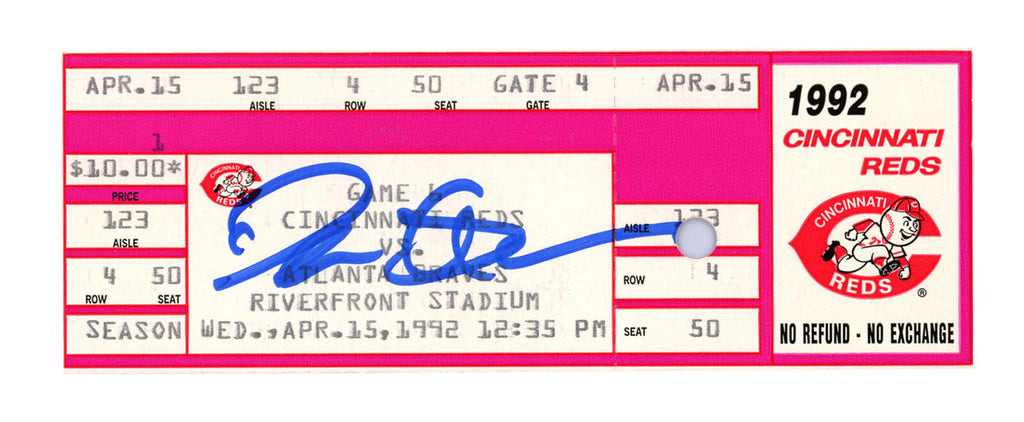 APR.15 123 4 50 GATE 4 APR.15
AISLE ROW SEAT GATE
1
$10.00*
PRICE
123
AISLE
4 50
ROW SEAT
SEASON
CINCINNATI
REDS
GAME 6
CINCINNATI REDS
VS.
ATLANTA BRAVES
RIVERFRONT STADIUM
WED.,APR.15,1992 12:35 PM
AISLE 123
ROW 4
SEAT 50
1992
CINCINNATI
REDS
CINCINNATI
REDS
®
NO REFUND - NO EXCHANGE